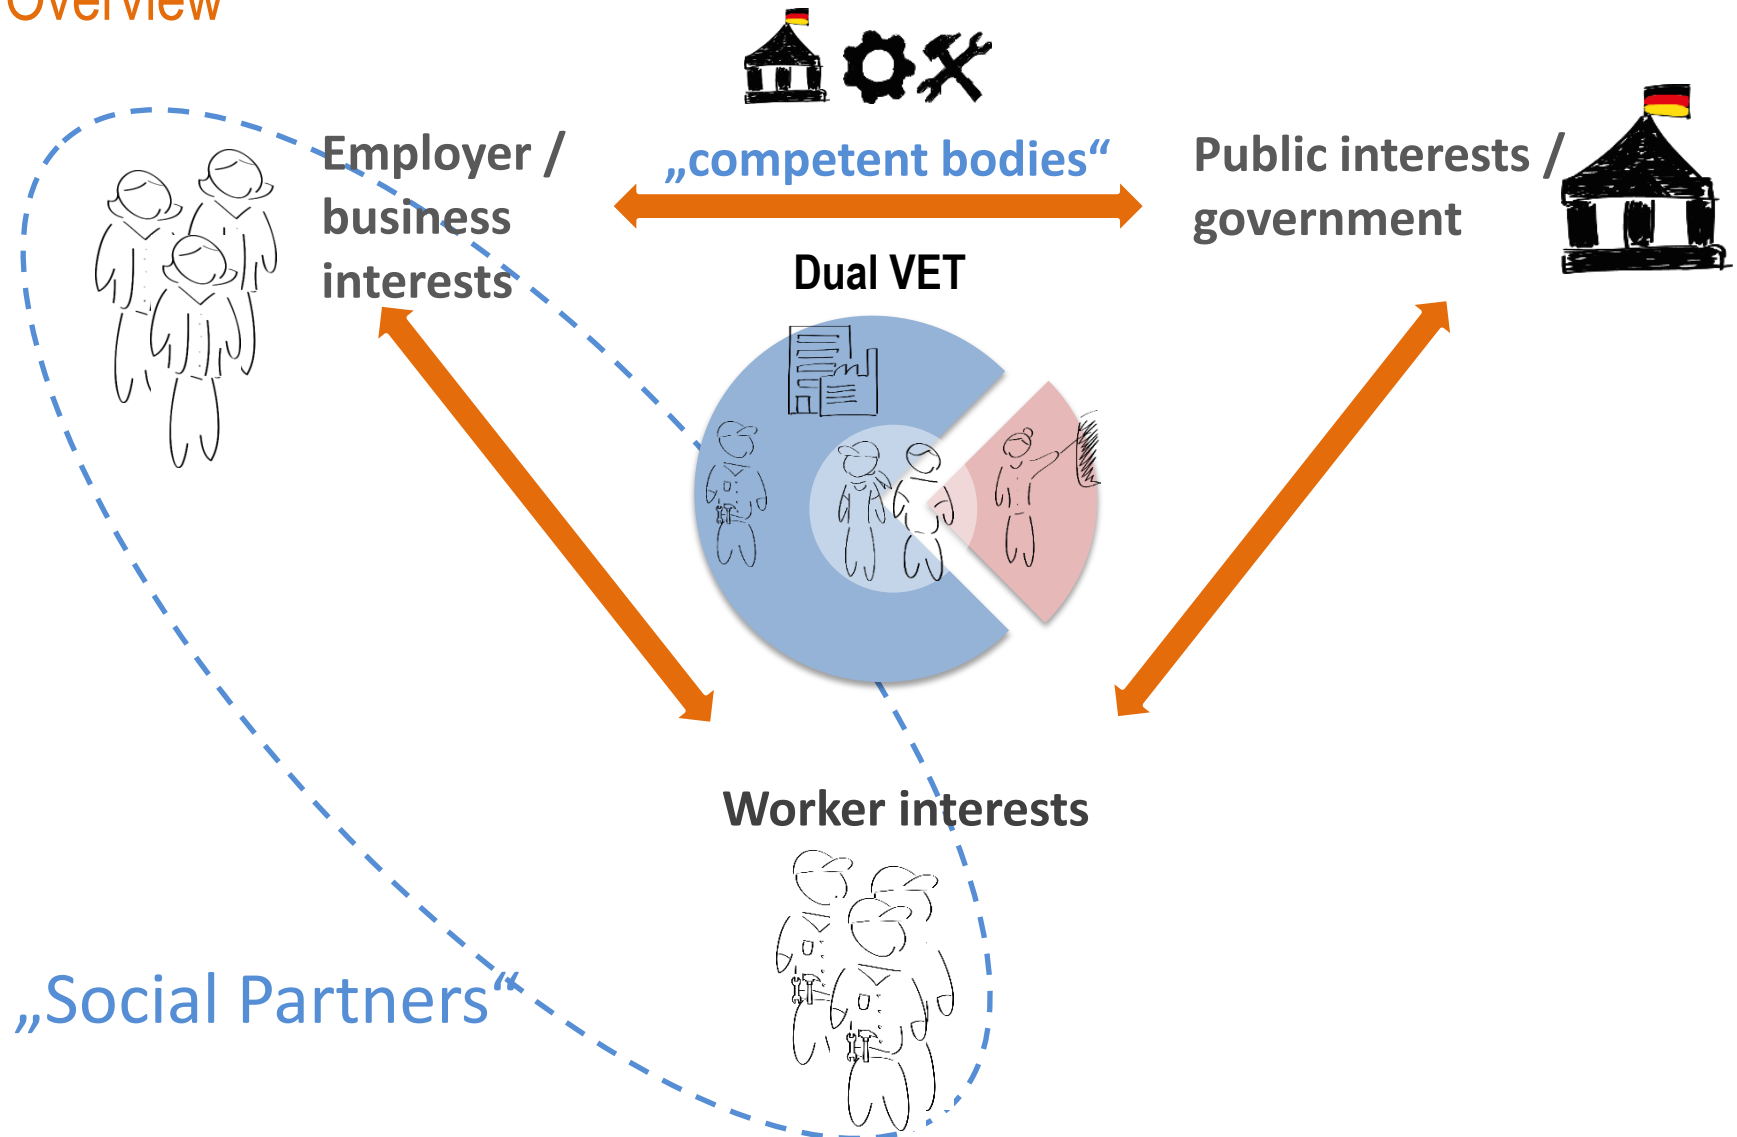 Overview
Employer /
business
interests
„competent bodies“
Public interests /
government
Dual VET
Worker interests
„Social Partners“